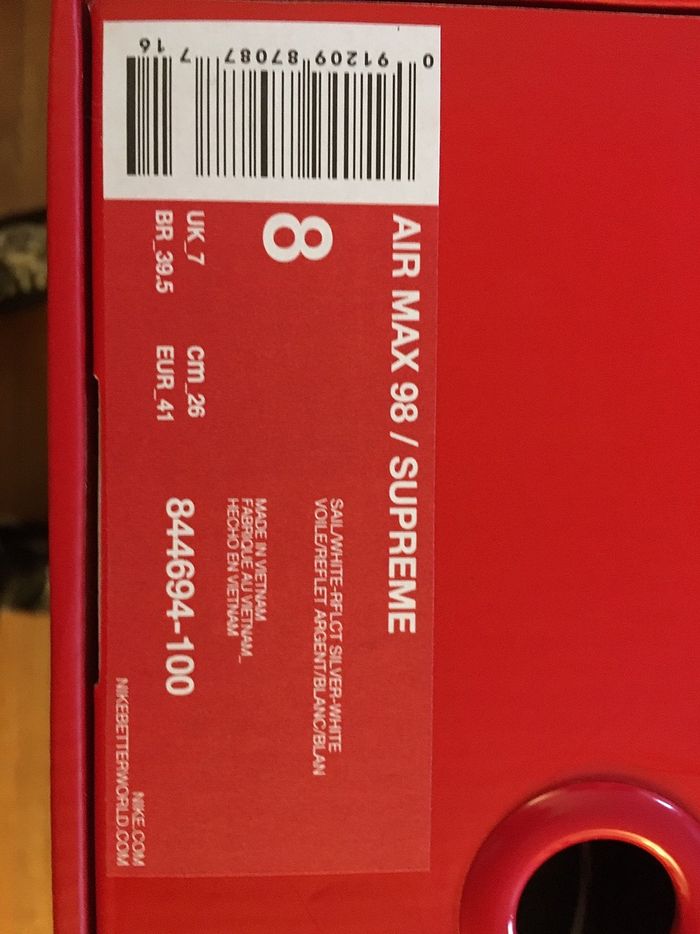 0 91209 87087 7 16
AIR MAX 98 / SUPREME
SAIL/WHITE-RFLCT SILVER-WHITE
VOILE/REFLET ARGENT/BLANC/BLAN
8
MADE IN VIETNAM
FABRIQUE AU VIETNAM_
HECHO EN VIETNAM
UK_7 cm_26
BR_39.5 EUR_41
844694-100
NIKE.COM
NIKEBETTERWORLD.COM